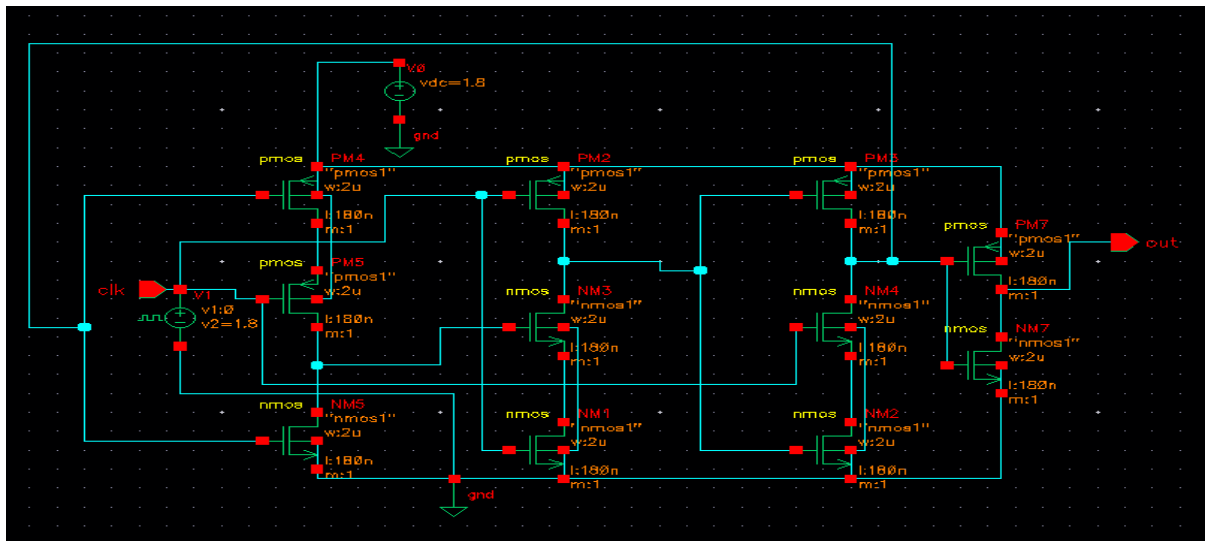 V0
vdc=1.8
gnd
pmos PM4
"pmos1"
w:2u
l:180n
m:1
pmos PM2
"pmos1"
w:2u
l:180n
m:1
pmos PM3
"pmos1"
w:2u
l:180n
m:1
pmos PM7
"pmos1"
w:2u
l:180n
m:1
out
pmos PM5
"pmos1"
w:2u
l:180n
m:1
clk
V1
v1:0
v2=1.8
nmos NM3
"nmos1"
w:2u
l:180n
m:1
nmos NM4
"nmos1"
w:2u
l:180n
m:1
nmos NM7
"nmos1"
w:2u
l:180n
m:1
nmos NM5
"nmos1"
w:2u
l:180n
m:1
nmos NM1
"nmos1"
w:2u
l:180n
m:1
nmos NM2
"nmos1"
w:2u
l:180n
m:1
gnd